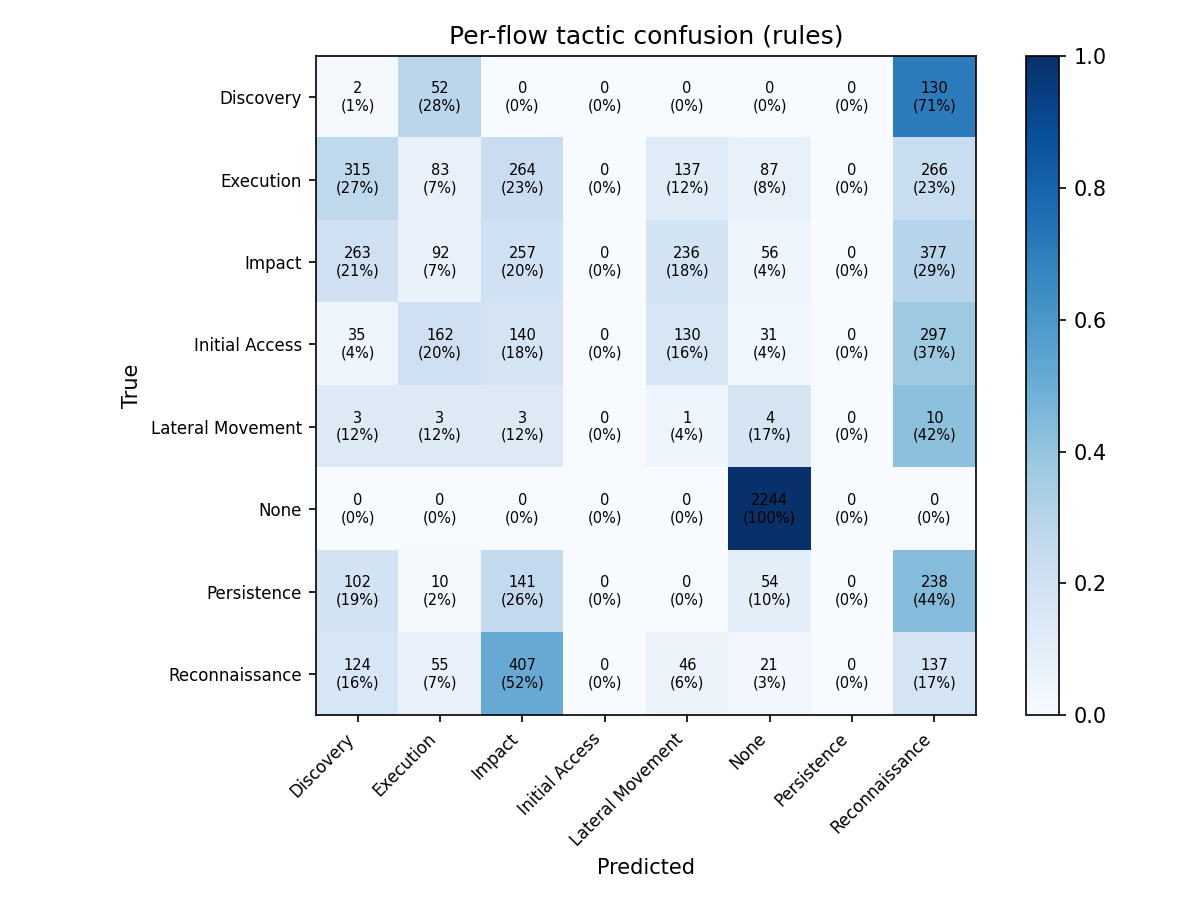 Per-flow tactic confusion (rules)
True
Discovery
2 52 0 0 0 0 0 130
(1%) (28%) (0%) (0%) (0%) (0%) (0%) (71%)
Execution
315 83 264 0 137 87 0 266
(27%) (7%) (23%) (0%) (12%) (8%) (0%) (23%)
Impact
263 92 257 0 236 56 0 377
(21%) (7%) (20%) (0%) (18%) (4%) (0%) (29%)
Initial Access
35 162 140 0 130 31 0 297
(4%) (20%) (18%) (0%) (16%) (4%) (0%) (37%)
Lateral Movement
3 3 3 0 1 4 0 10
(12%) (12%) (12%) (0%) (4%) (17%) (0%) (42%)
None
0 0 0 0 0 2244 0 0
(0%) (0%) (0%) (0%) (0%) (100%) (0%) (0%)
Persistence
102 10 141 0 0 54 0 238
(19%) (2%) (26%) (0%) (0%) (10%) (0%) (44%)
Reconnaissance
124 55 407 0 46 21 0 137
(16%) (7%) (52%) (0%) (6%) (3%) (0%) (17%)
Discovery
Execution
Impact
Initial Access
Lateral Movement
None
Persistence
Reconnaissance
Predicted
1.0
0.8
0.6
0.4
0.2
0.0